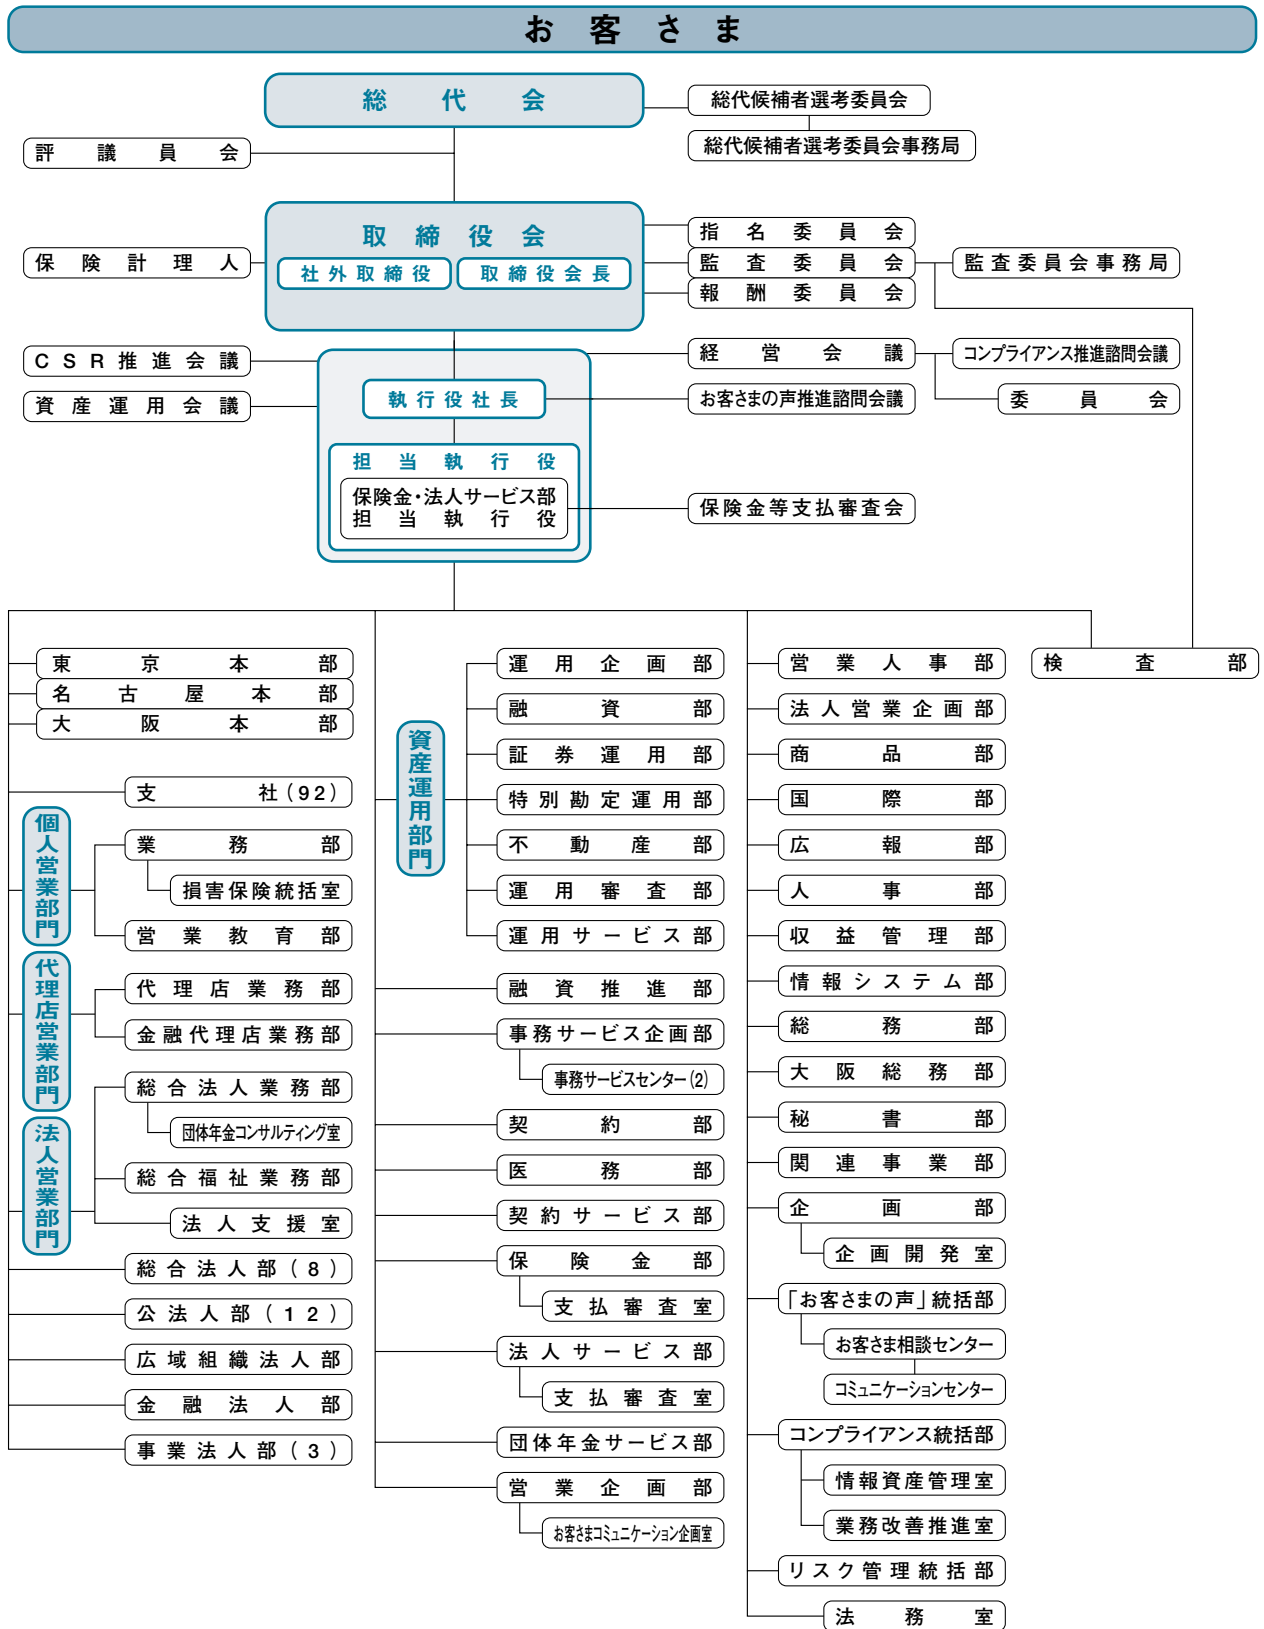 お客さま
総代会
総代候補者選考委員会
総代候補者選考委員会事務局
評議員会
取締役会
社外取締役
取締役会長
保険計理人
指名委員会
監査委員会
報酬委員会
監査委員会事務局
CSR推進会議
資産運用会議
執行役社長
経営会議
コンプライアンス推進諮問会議
お客さまの声推進諮問会議
委員会
担当執行役
保険金・法人サービス部
担当執行役
保険金等支払審査会
東京本部
名古屋本部
大阪本部
支社(92)
個人営業部門
業務部
損害保険統括室
営業教育部
代理店営業部門
代理店業務部
金融代理店業務部
法人営業部門
総合法人業務部
団体年金コンサルティング室
総合福祉業務部
法人支援室
総合法人部(8)
公法人部(12)
広域組織法人部
金融法人部
事業法人部(3)
資産運用部門
運用企画部
融資部
証券運用部
特別勘定運用部
不動産部
運用審査部
運用サービス部
融資推進部
事務サービス企画部
事務サービスセンター(2)
契約部
医務部
契約サービス部
保険金部
支払審査室
法人サービス部
支払審査室
団体年金サービス部
営業企画部
お客さまコミュニケーション企画室
営業人事部
法人営業企画部
商品部
国際部
広報部
人事部
収益管理部
情報システム部
総務部
大阪総務部
秘書部
関連事業部
企画部
企画開発室
「お客さまの声」統括部
お客さま相談センター
コミュニケーションセンター
コンプライアンス統括部
情報資産管理室
業務改善推進室
リスク管理統括部
法務室
検査部